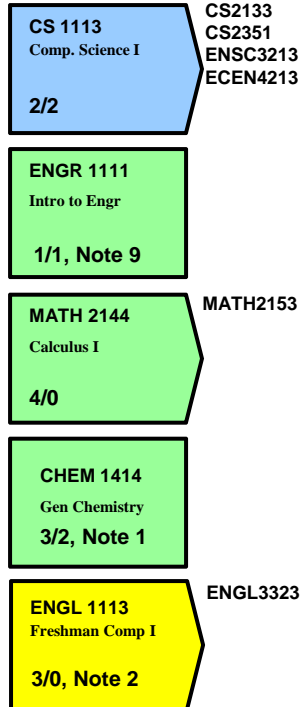 CS 1113
Comp. Science I
2/2
CS2133
CS2351
ENSC3213
ECEN4213
ENGR 1111
Intro to Engr
1/1, Note 9
MATH 2144
Calculus I
4/0
MATH2153
CHEM 1414
Gen Chemistry
3/2, Note 1
ENGL 1113
Freshman Comp I
3/0, Note 2
ENGL3323